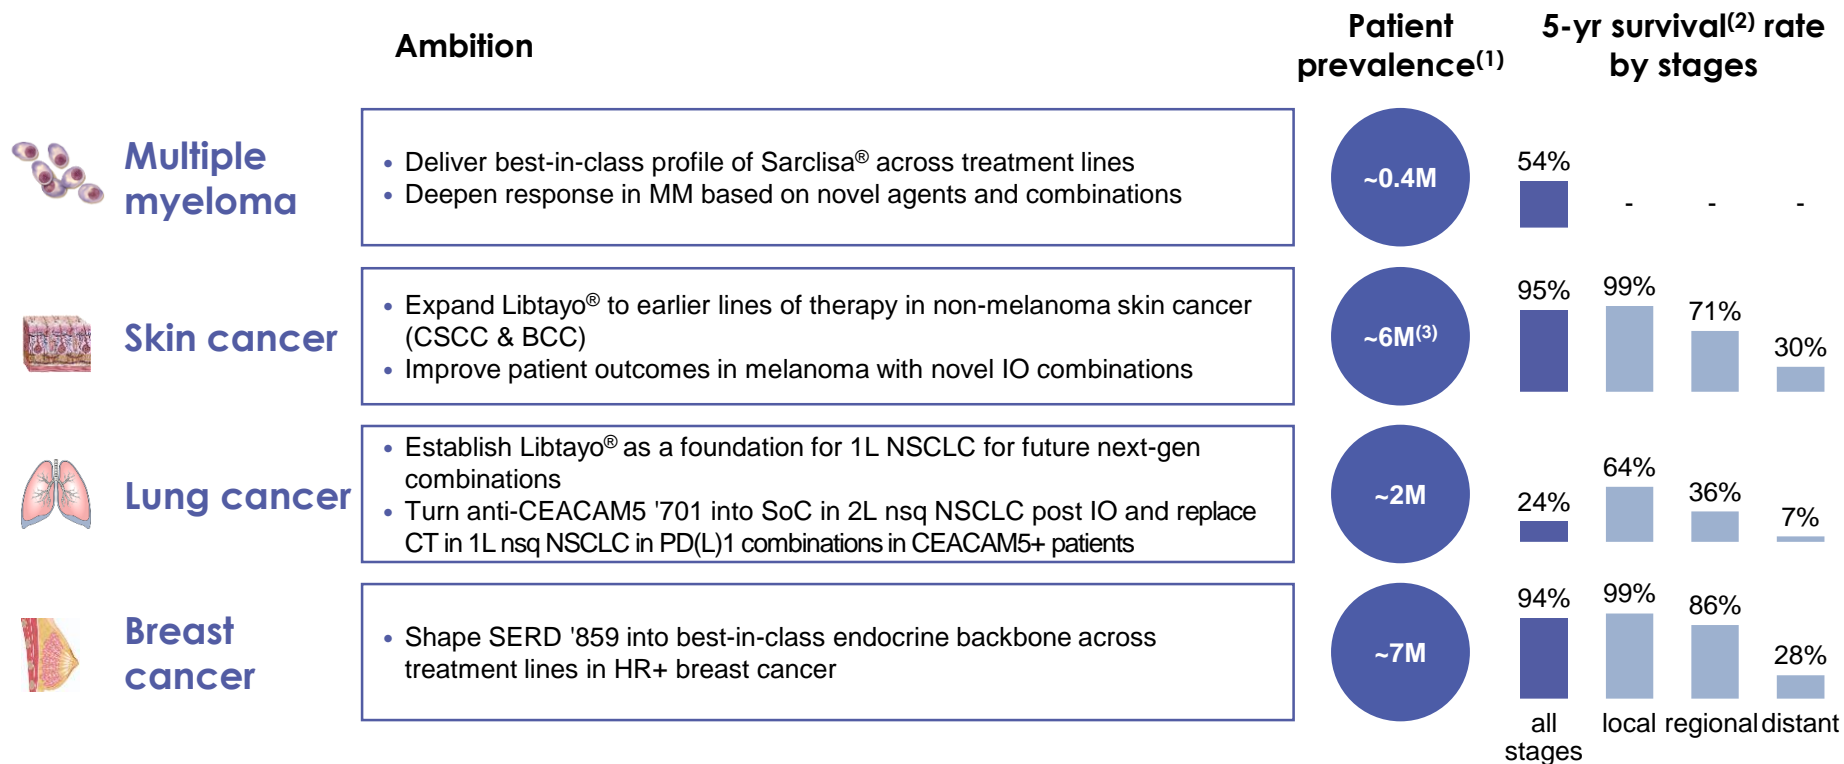 Ambition
Patient
prevalence(1)
5-yr survival(2) rate
by stages
Multiple
myeloma
• Deliver best-in-class profile of Sarclisa® across treatment lines
• Deepen response in MM based on novel agents and combinations
~0.4M
54%
-
-
-
Skin cancer
• Expand Libtayo® to earlier lines of therapy in non-melanoma skin cancer
(CSCC & BCC)
• Improve patient outcomes in melanoma with novel IO combinations
~6M(3)
95%
99%
71%
30%
Lung cancer
• Establish Libtayo® as a foundation for 1L NSCLC for future next-gen
combinations
• Turn anti-CEACAM5 '701 into SoC in 2L nsq NSCLC post IO and replace
CT in 1L nsq NSCLC in PD(L)1 combinations in CEACAM5+ patients
~2M
24%
64%
36%
7%
Breast
cancer
• Shape SERD '859 into best-in-class endocrine backbone across
treatment lines in HR+ breast cancer
~7M
94%
99%
86%
28%
all
stages
local
regional
distant